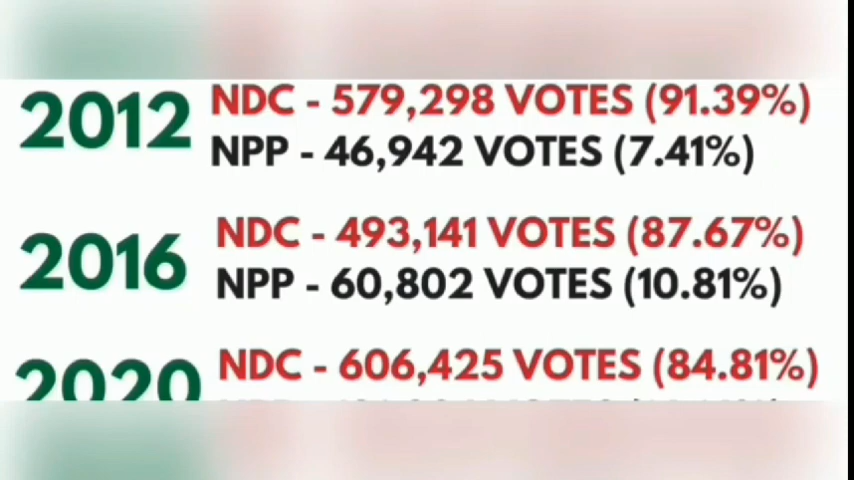 2012
NDC - 579,298 VOTES (91.39%)
NPP - 46,942 VOTES (7.41%)
2016
NDC - 493,141 VOTES (87.67%)
NPP - 60,802 VOTES (10.81%)
2020
NDC - 606,425 VOTES (84.81%)